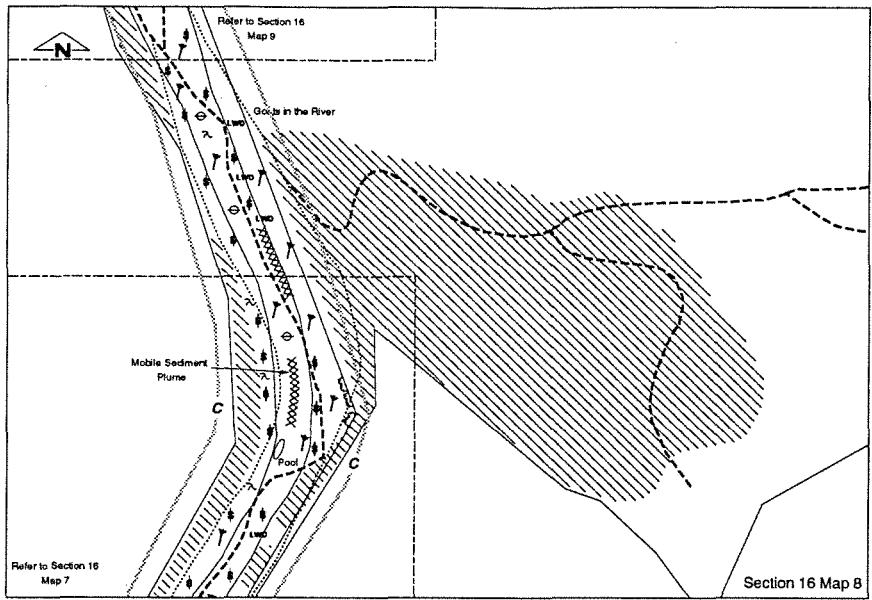 Refer to Section 16
Map 9
N
Goats in the River
LWD
LWD
LWD
Mobile Sediment
Plume
C
C
Pool
LWD
Refer to Section 16
Map 7
Section 16 Map 8